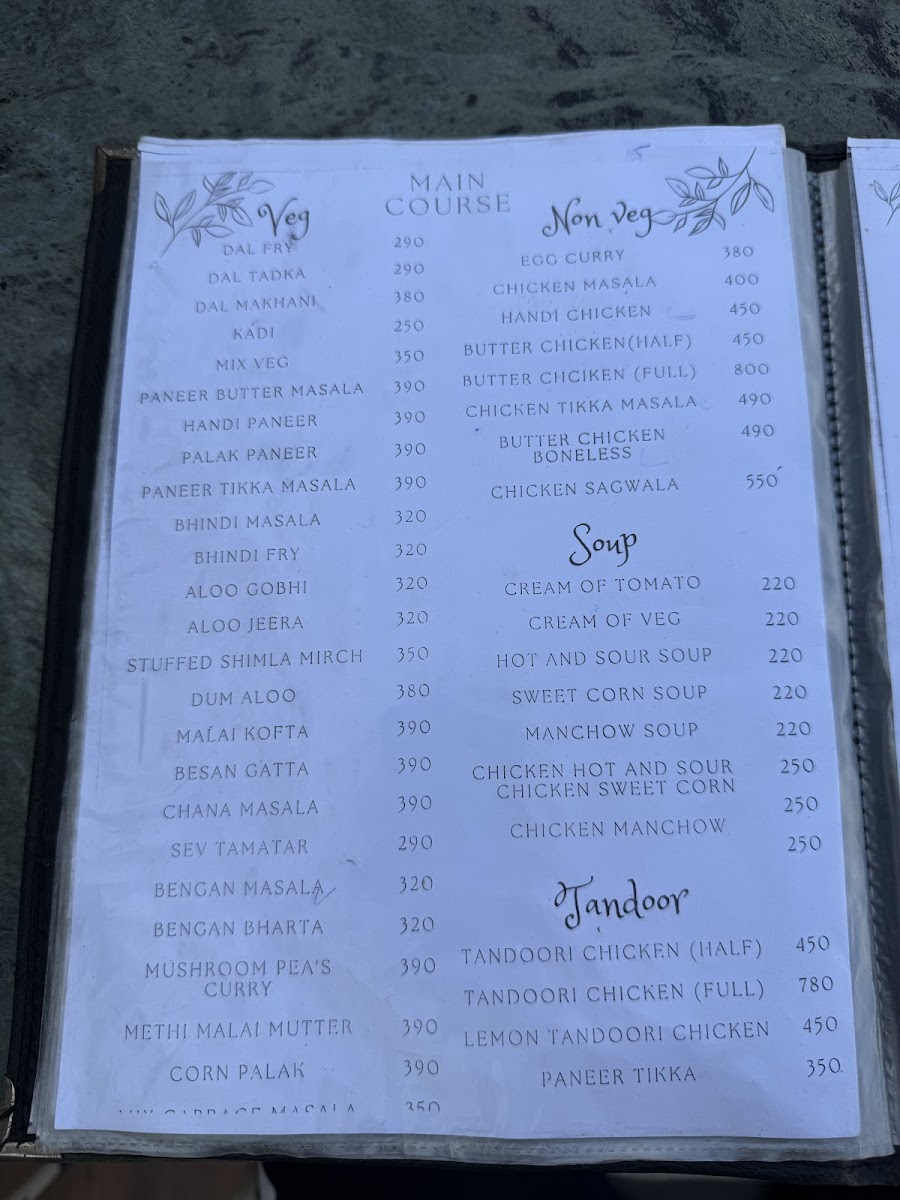 MAIN
COURSE
Veg
DAL FRY 290
DAL TADKA 290
DAL MAKHANI 380
KADI 250
MIX VEG 350
PANEER BUTTER MASALA 390
HANDI PANEER 390
PALAK PANEER 390
PANEER TIKKA MASALA 390
BHINDI MASALA 320
BHINDI FRY 320
ALOO GOBHI 320
ALOO JEERA 320
STUFFED SHIMLA MIRCH 350
DUM ALOO 380
MALAI KOFTA 390
BESAN GATTA 390
CHANA MASALA 390
SEV TAMATAR 290
BENGAN MASALA 320
BENGAN BHARTA 320
MUSHROOM PEA'S 390
CURRY
METHI MALAI MUTTER 390
CORN PALAK 390
MIX CABBAGE MASALA 350
Non veg
EGG CURRY 380
CHICKEN MASALA 400
HANDI CHICKEN 450
BUTTER CHICKEN(HALF) 450
BUTTER CHCIKEN (FULL) 800
CHICKEN TIKKA MASALA 490
BUTTER CHICKEN 490
BONELESS
CHICKEN SAGWALA 550
Soup
CREAM OF TOMATO 220
CREAM OF VEG 220
HOT AND SOUR SOUP 220
SWEET CORN SOUP 220
MANCHOW SOUP 220
CHICKEN HOT AND SOUR 250
CHICKEN SWEET CORN 250
CHICKEN MANCHOW 250
Tandoor
TANDOORI CHICKEN (HALF) 450
TANDOORI CHICKEN (FULL) 780
LEMON TANDOORI CHICKEN 450
PANEER TIKKA 350